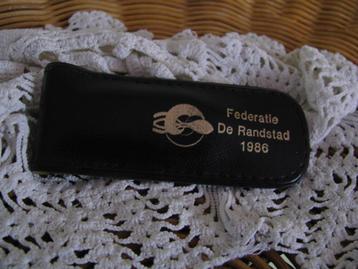 Federatie
De Randstad
1986